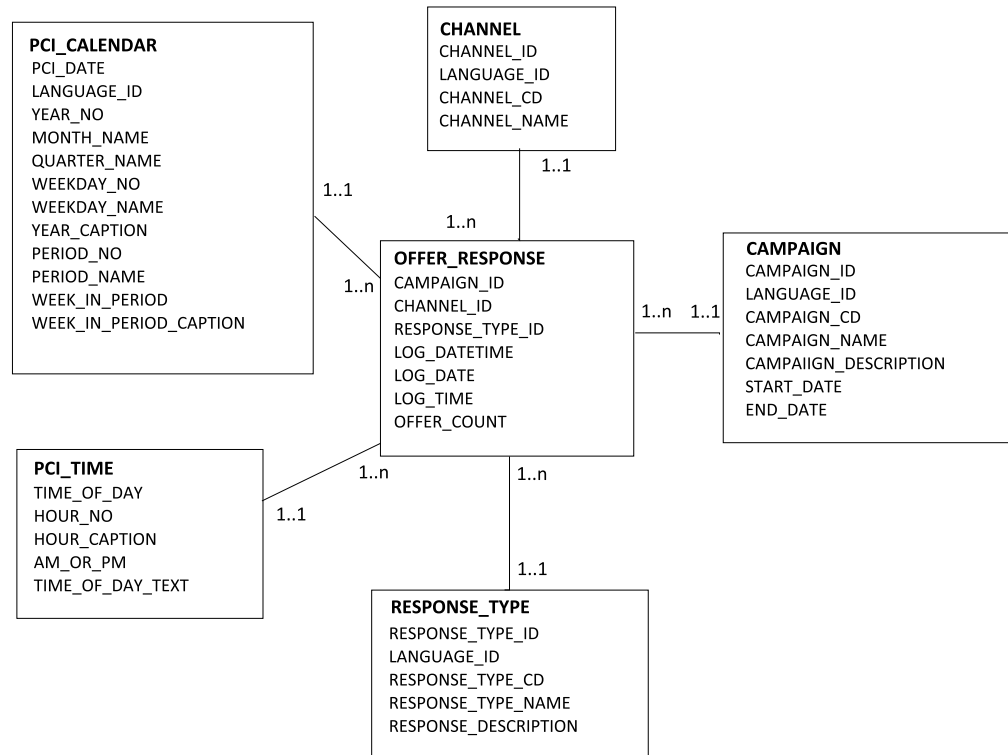 PCI_CALENDAR
PCI_DATE
LANGUAGE_ID
YEAR_NO
MONTH_NAME
QUARTER_NAME
WEEKDAY_NO
WEEKDAY_NAME
YEAR_CAPTION
PERIOD_NO
PERIOD_NAME
WEEK_IN_PERIOD
WEEK_IN_PERIOD_CAPTION
CHANNEL
CHANNEL_ID
LANGUAGE_ID
CHANNEL_CD
CHANNEL_NAME
1..1
1..1
1..n
1..n
OFFER_RESPONSE
CAMPAIGN_ID
CHANNEL_ID
RESPONSE_TYPE_ID
LOG_DATETIME
LOG_DATE
LOG_TIME
OFFER_COUNT
1..n
1..1
CAMPAIGN
CAMPAIGN_ID
LANGUAGE_ID
CAMPAIGN_CD
CAMPAIGN_NAME
CAMPAIIGN_DESCRIPTION
START_DATE
END_DATE
PCI_TIME
TIME_OF_DAY
HOUR_NO
HOUR_CAPTION
AM_OR_PM
TIME_OF_DAY_TEXT
1..n
1..1
1..n
1..1
RESPONSE_TYPE
RESPONSE_TYPE_ID
LANGUAGE_ID
RESPONSE_TYPE_CD
RESPONSE_TYPE_NAME
RESPONSE_DESCRIPTION